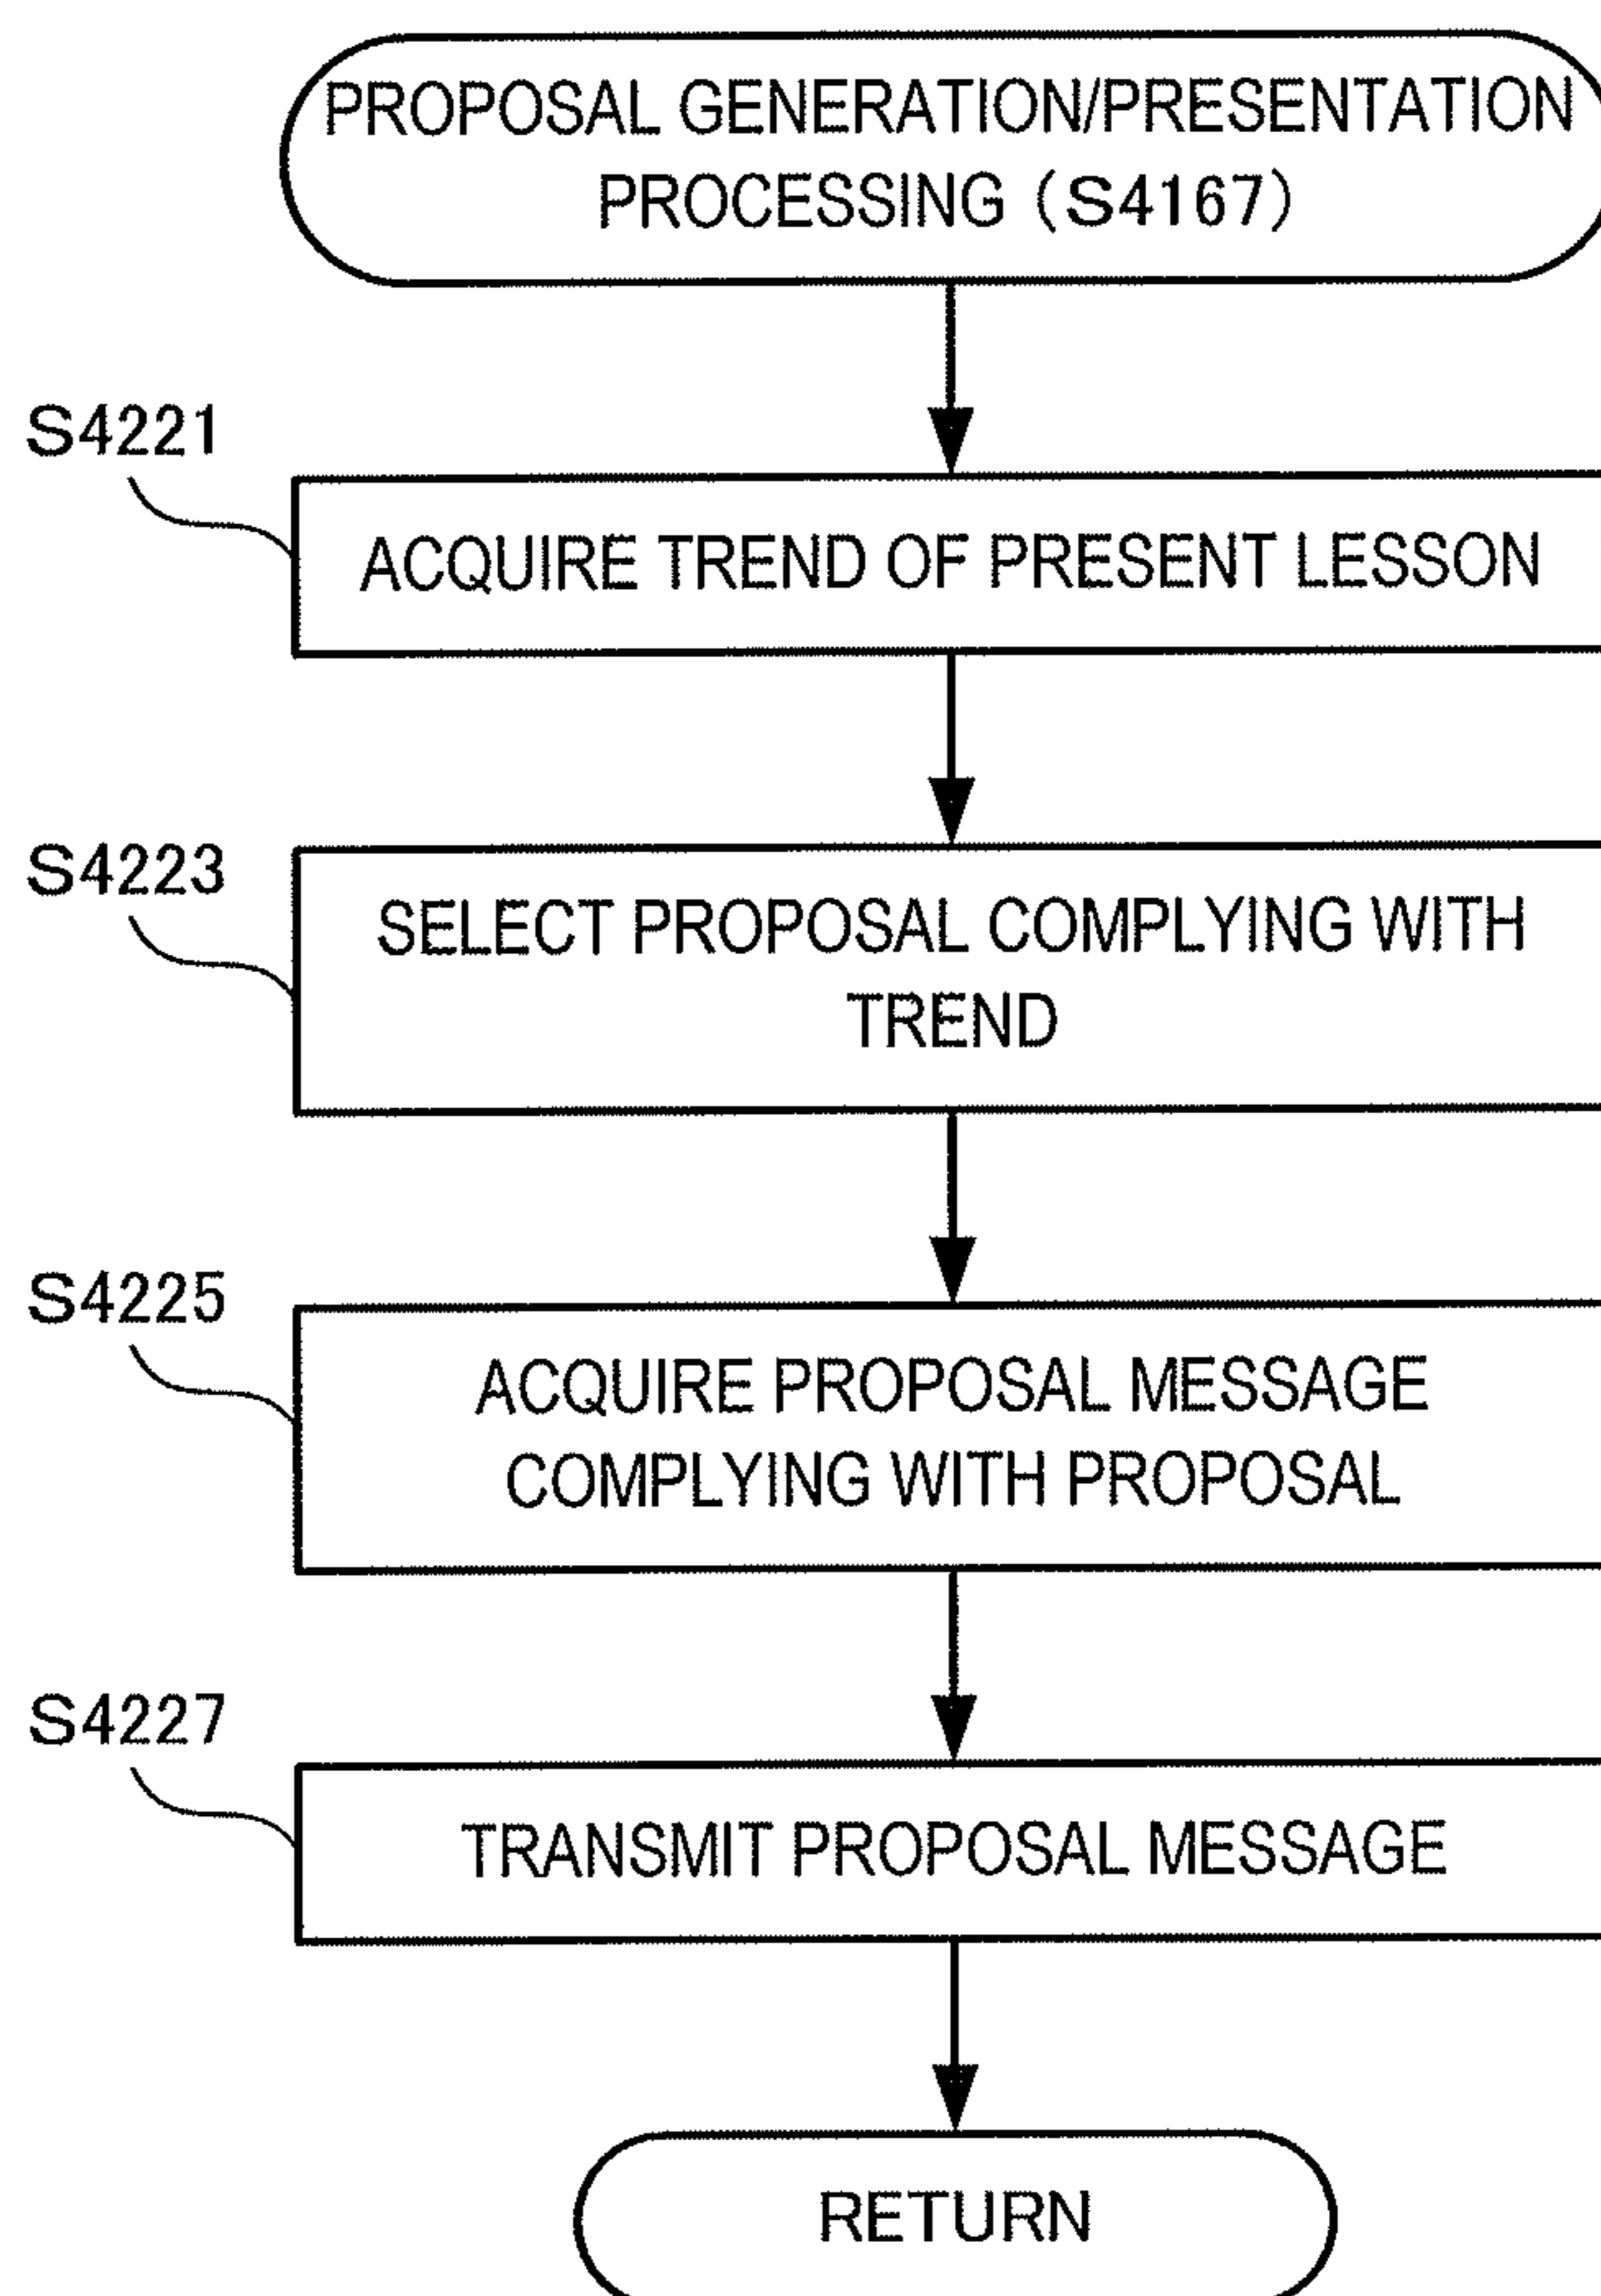 PROPOSAL GENERATION/PRESENTATION
PROCESSING (S4167)
S4221
ACQUIRE TREND OF PRESENT LESSON
S4223
SELECT PROPOSAL COMPLYING WITH
TREND
S4225
ACQUIRE PROPOSAL MESSAGE
COMPLYING WITH PROPOSAL
S4227
TRANSMIT PROPOSAL MESSAGE
RETURN